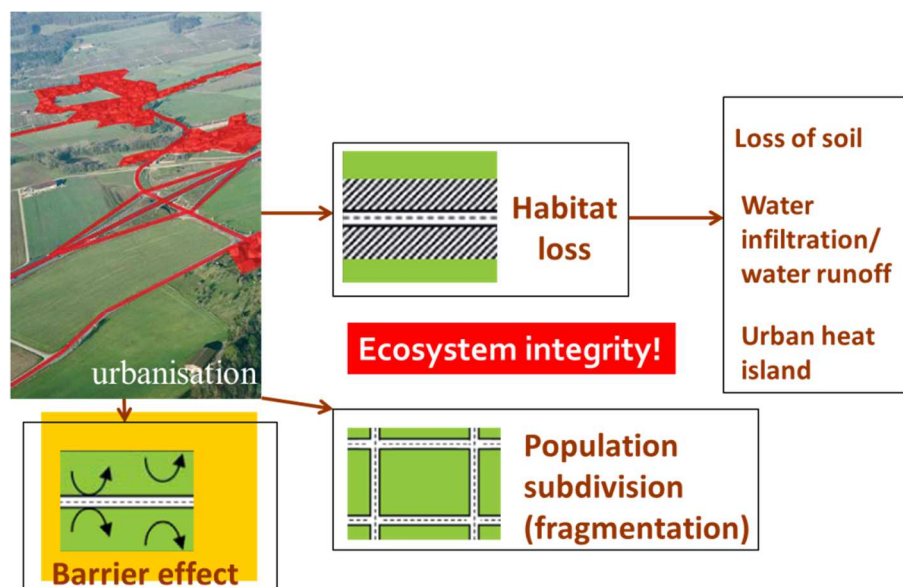 urbanisation
Habitat
loss
Loss of soil
Water
infiltration/
water runoff
Urban heat
island
Ecosystem integrity!
Population
subdivision
(fragmentation)
Barrier effect